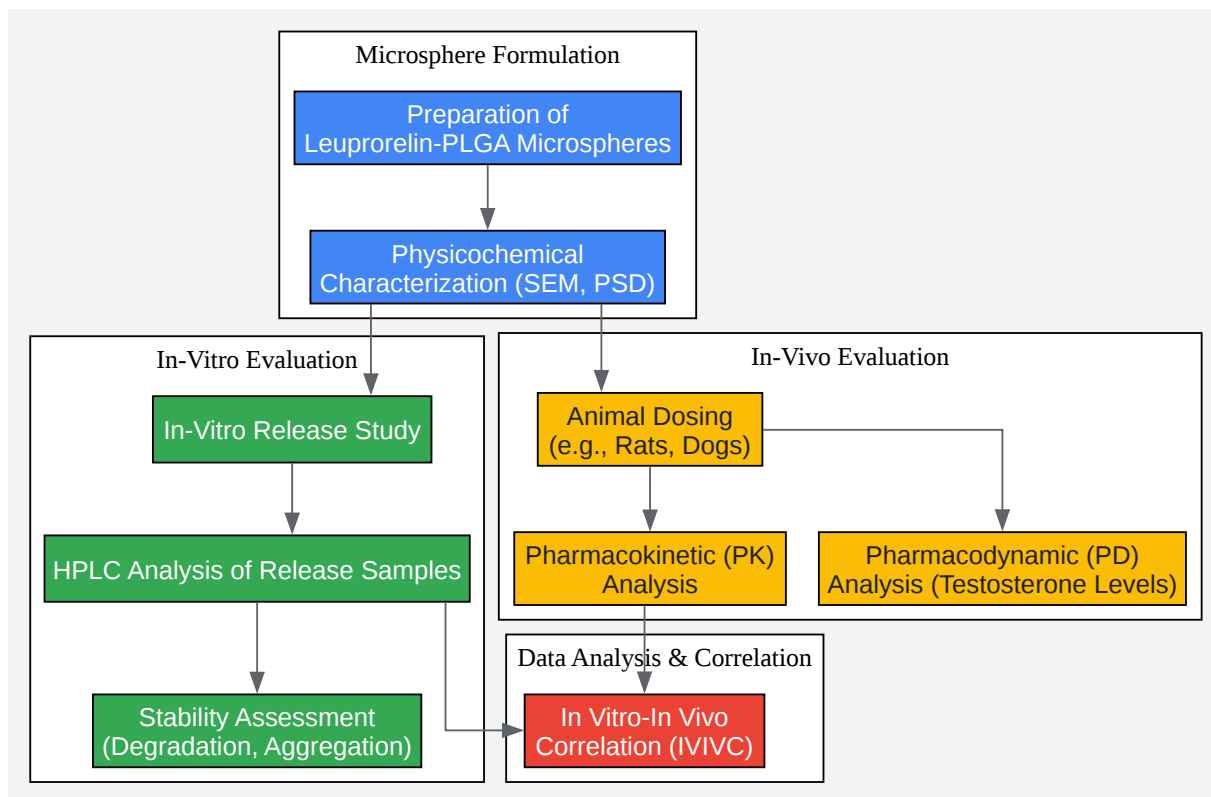 Microsphere Formulation
Preparation of
Leuprorelin-PLGA Microspheres
Physicochemical
Characterization (SEM, PSD)
In-Vitro Evaluation
In-Vitro Release Study
HPLC Analysis of Release Samples
Stability Assessment
(Degradation, Aggregation)
In-Vivo Evaluation
Animal Dosing
(e.g., Rats, Dogs)
Pharmacokinetic (PK)
Analysis
Pharmacodynamic (PD)
Analysis (Testosterone Levels)
Data Analysis & Correlation
In Vitro-In Vivo
Correlation (IVIVC)